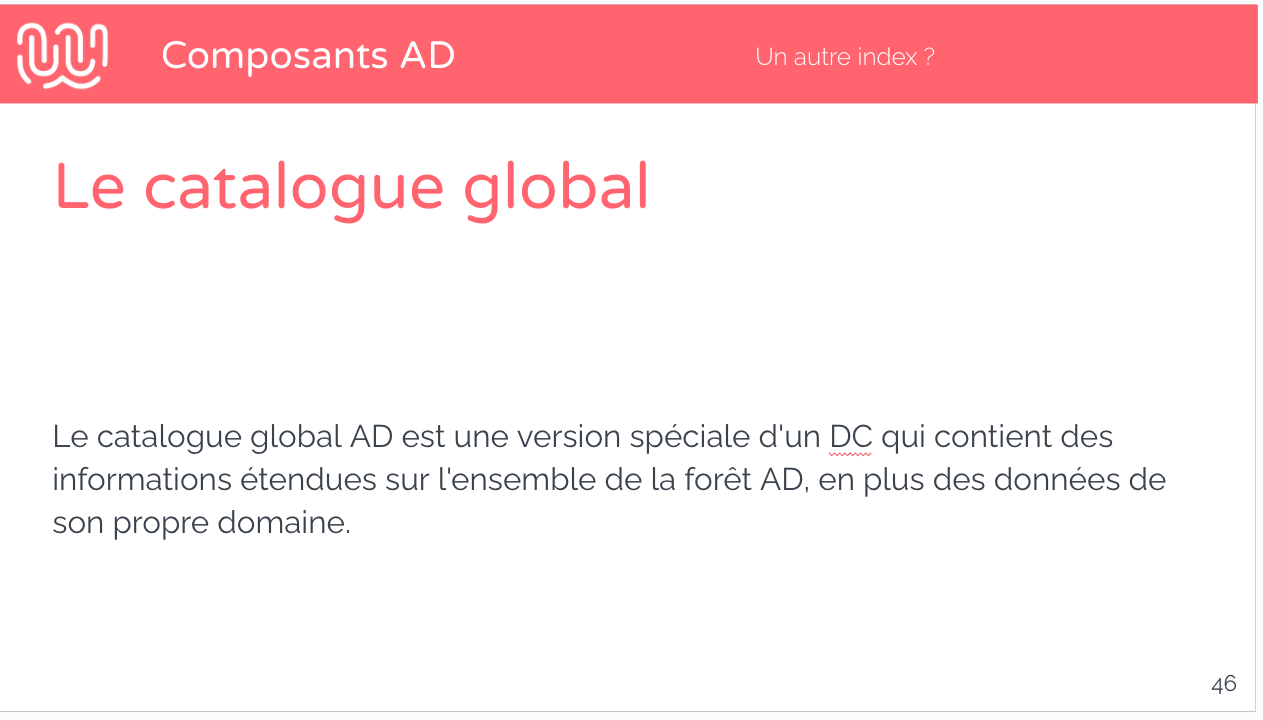 Composants AD
Un autre index ?
Le catalogue global
Le catalogue global AD est une version spéciale d'un DC qui contient des
informations étendues sur l'ensemble de la forêt AD, en plus des données de
son propre domaine.
46